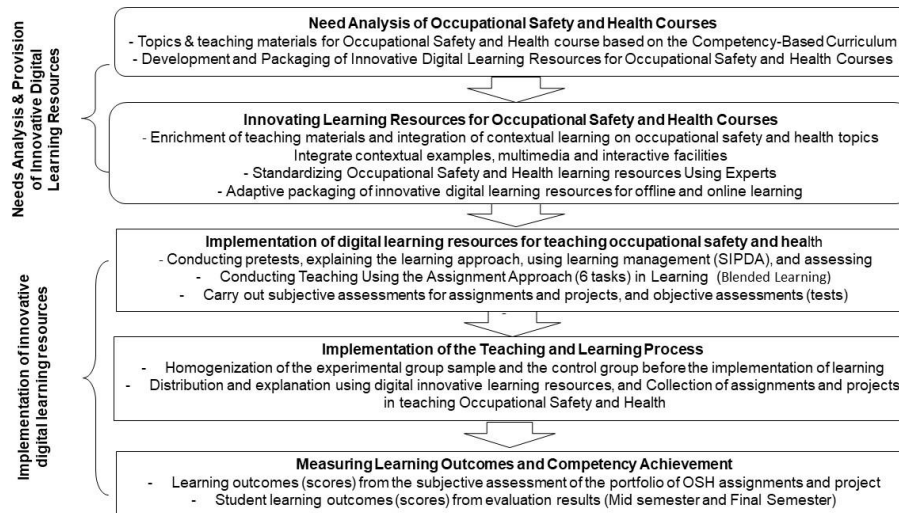 Needs Analysis & Provision
of Innovative Digital
Learning Resources
Need Analysis of Occupational Safety and Health Courses
- Topics & teaching materials for Occupational Safety and Health course based on the Competency-Based Curriculum
- Development and Packaging of Innovative Digital Learning Resources for Occupational Safety and Health Courses
Innovating Learning Resources for Occupational Safety and Health Courses
- Enrichment of teaching materials and integration of contextual learning on occupational safety and health topics
Integrate contextual examples, multimedia and interactive facilities
- Standardizing Occupational Safety and Health learning resources Using Experts
- Adaptive packaging of innovative digital learning resources for offline and online learning
Implementation of innovative
digital learning resources
Implementation of digital learning resources for teaching occupational safety and health
- Conducting pretests, explaining the learning approach, using learning management (SIPDA), and assessing
- Conducting Teaching Using the Assignment Approach (6 tasks) in Learning (Blended Learning)
- Carry out subjective assessments for assignments and projects, and objective assessments (tests)
-
Implementation of the Teaching and Learning Process
- Homogenization of the experimental group sample and the control group before the implementation of learning
- Distribution and explanation using digital innovative learning resources, and Collection of assignments and projects
in teaching Occupational Safety and Health
Measuring Learning Outcomes and Competency Achievement
- Learning outcomes (scores) from the subjective assessment of the portfolio of OSH assignments and project
- Student learning outcomes (scores) from evaluation results (Mid semester and Final Semester)